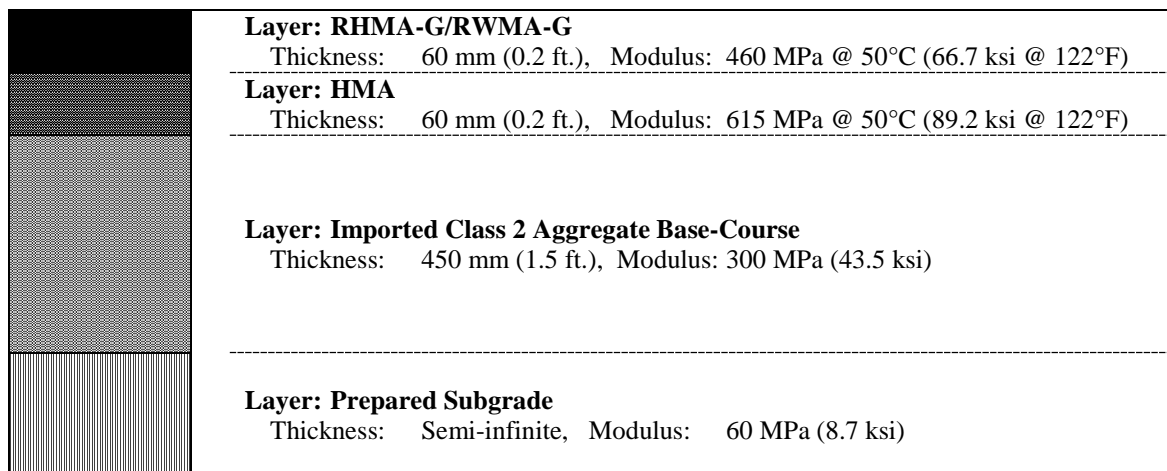 Layer: RHMA-G/RWMA-G
Thickness: 60 mm (0.2 ft.), Modulus: 460 MPa @ 50°C (66.7 ksi @ 122°F)
Layer: HMA
Thickness: 60 mm (0.2 ft.), Modulus: 615 MPa @ 50°C (89.2 ksi @ 122°F)
Layer: Imported Class 2 Aggregate Base-Course
Thickness: 450 mm (1.5 ft.), Modulus: 300 MPa (43.5 ksi)
Layer: Prepared Subgrade
Thickness: Semi-infinite, Modulus: 60 MPa (8.7 ksi)